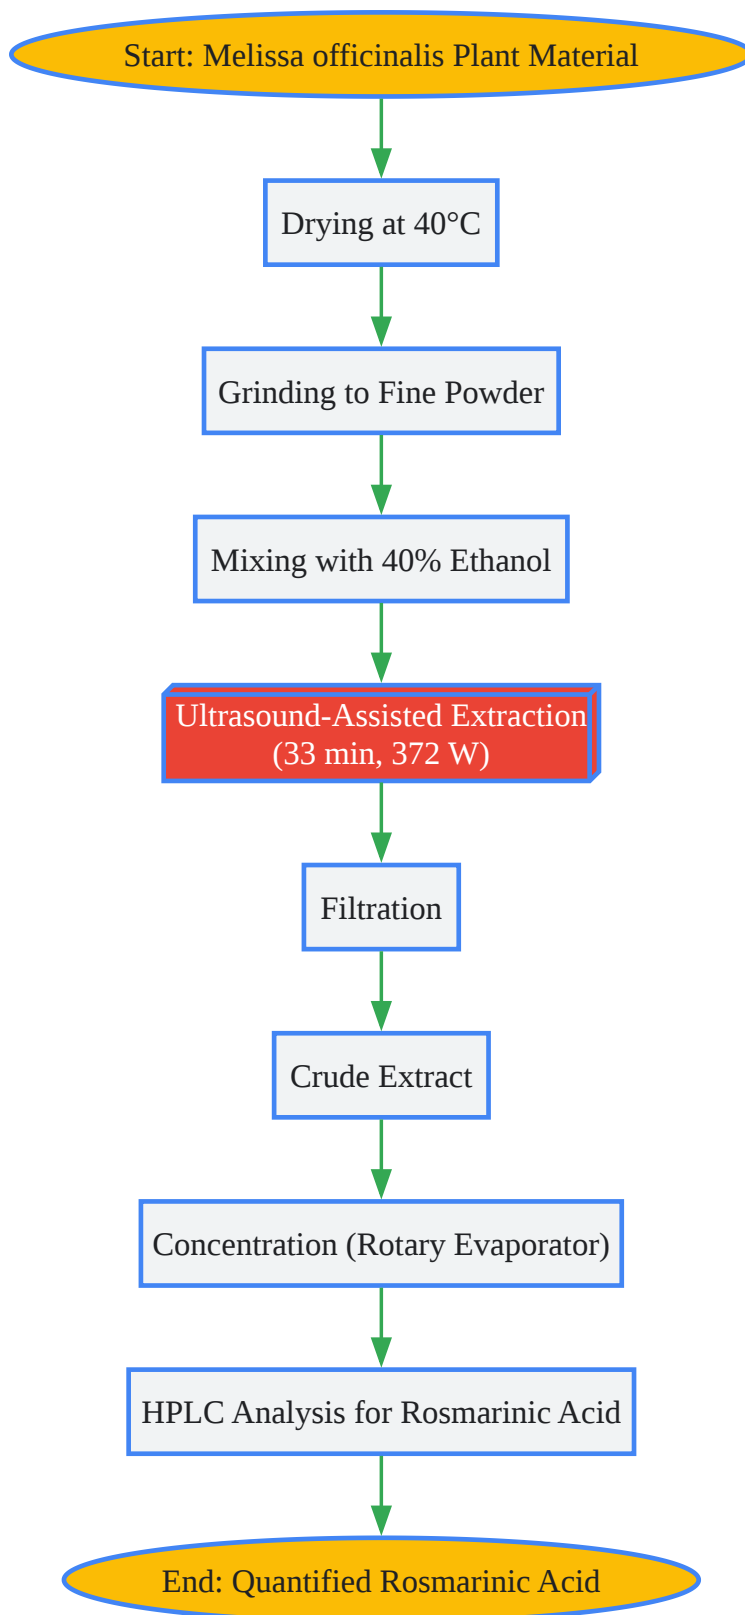 Start: Melissa officinalis Plant Material
Drying at 40°C
Grinding to Fine Powder
Mixing with 40% Ethanol
Ultrasound-Assisted Extraction
(33 min, 372 W)
Filtration
Crude Extract
Concentration (Rotary Evaporator)
HPLC Analysis for Rosmarinic Acid
End: Quantified Rosmarinic Acid